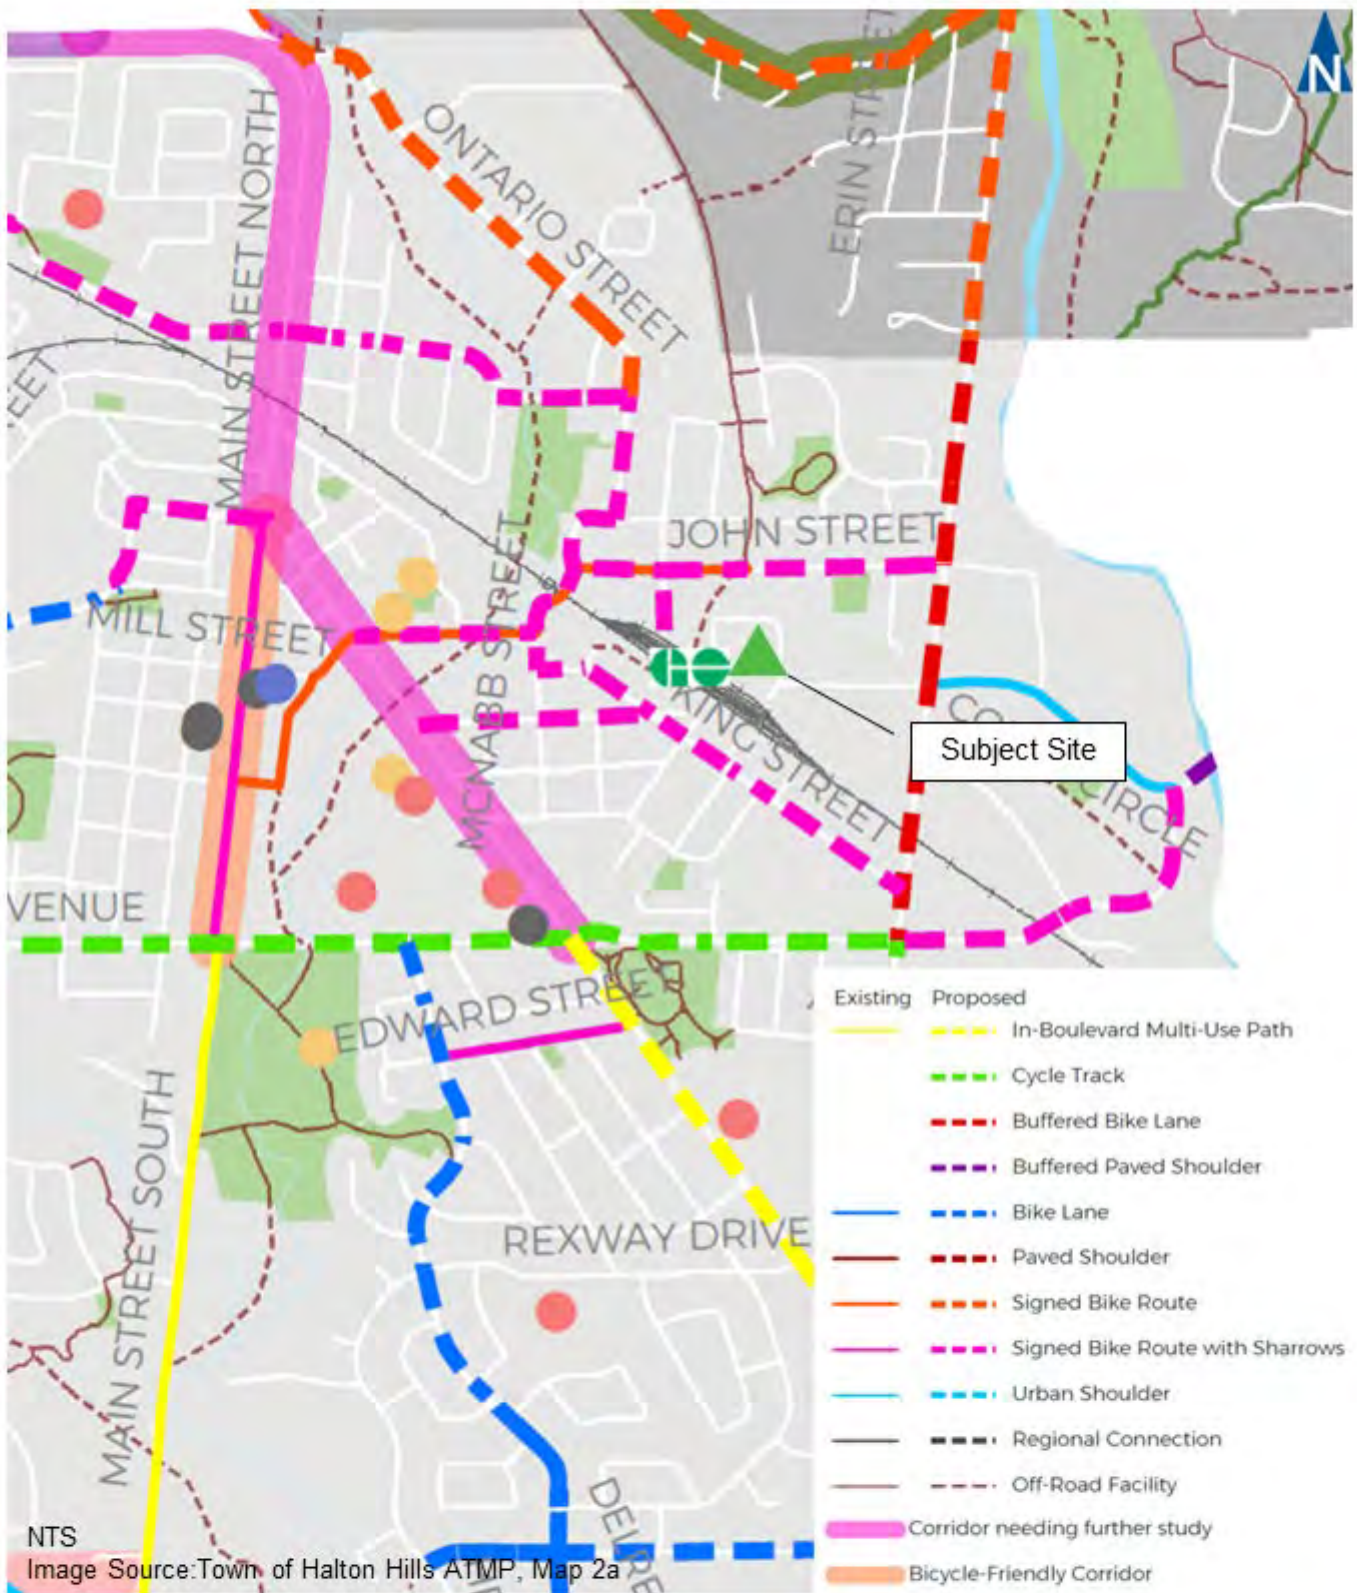 N
MAIN STREET NORTH
ONTARIO STREET
ERIN STREET
JOHN STREET
MILL STREET
MCNABB STREET
KING STREET
Subject Site
CIRCLE
VENUE
EDWARD STREET
MAIN STREET SOUTH
REXWAY DRIVE
Existing Proposed
In-Boulevard Multi-Use Path
Cycle Track
Buffered Bike Lane
Buffered Paved Shoulder
Bike Lane
Paved Shoulder
Signed Bike Route
Signed Bike Route with Sharrows
Urban Shoulder
Regional Connection
Off-Road Facility
Corridor needing further study
Bicycle-Friendly Corridor
NTS
Image Source:Town of Halton Hills ATMP, Map 2a